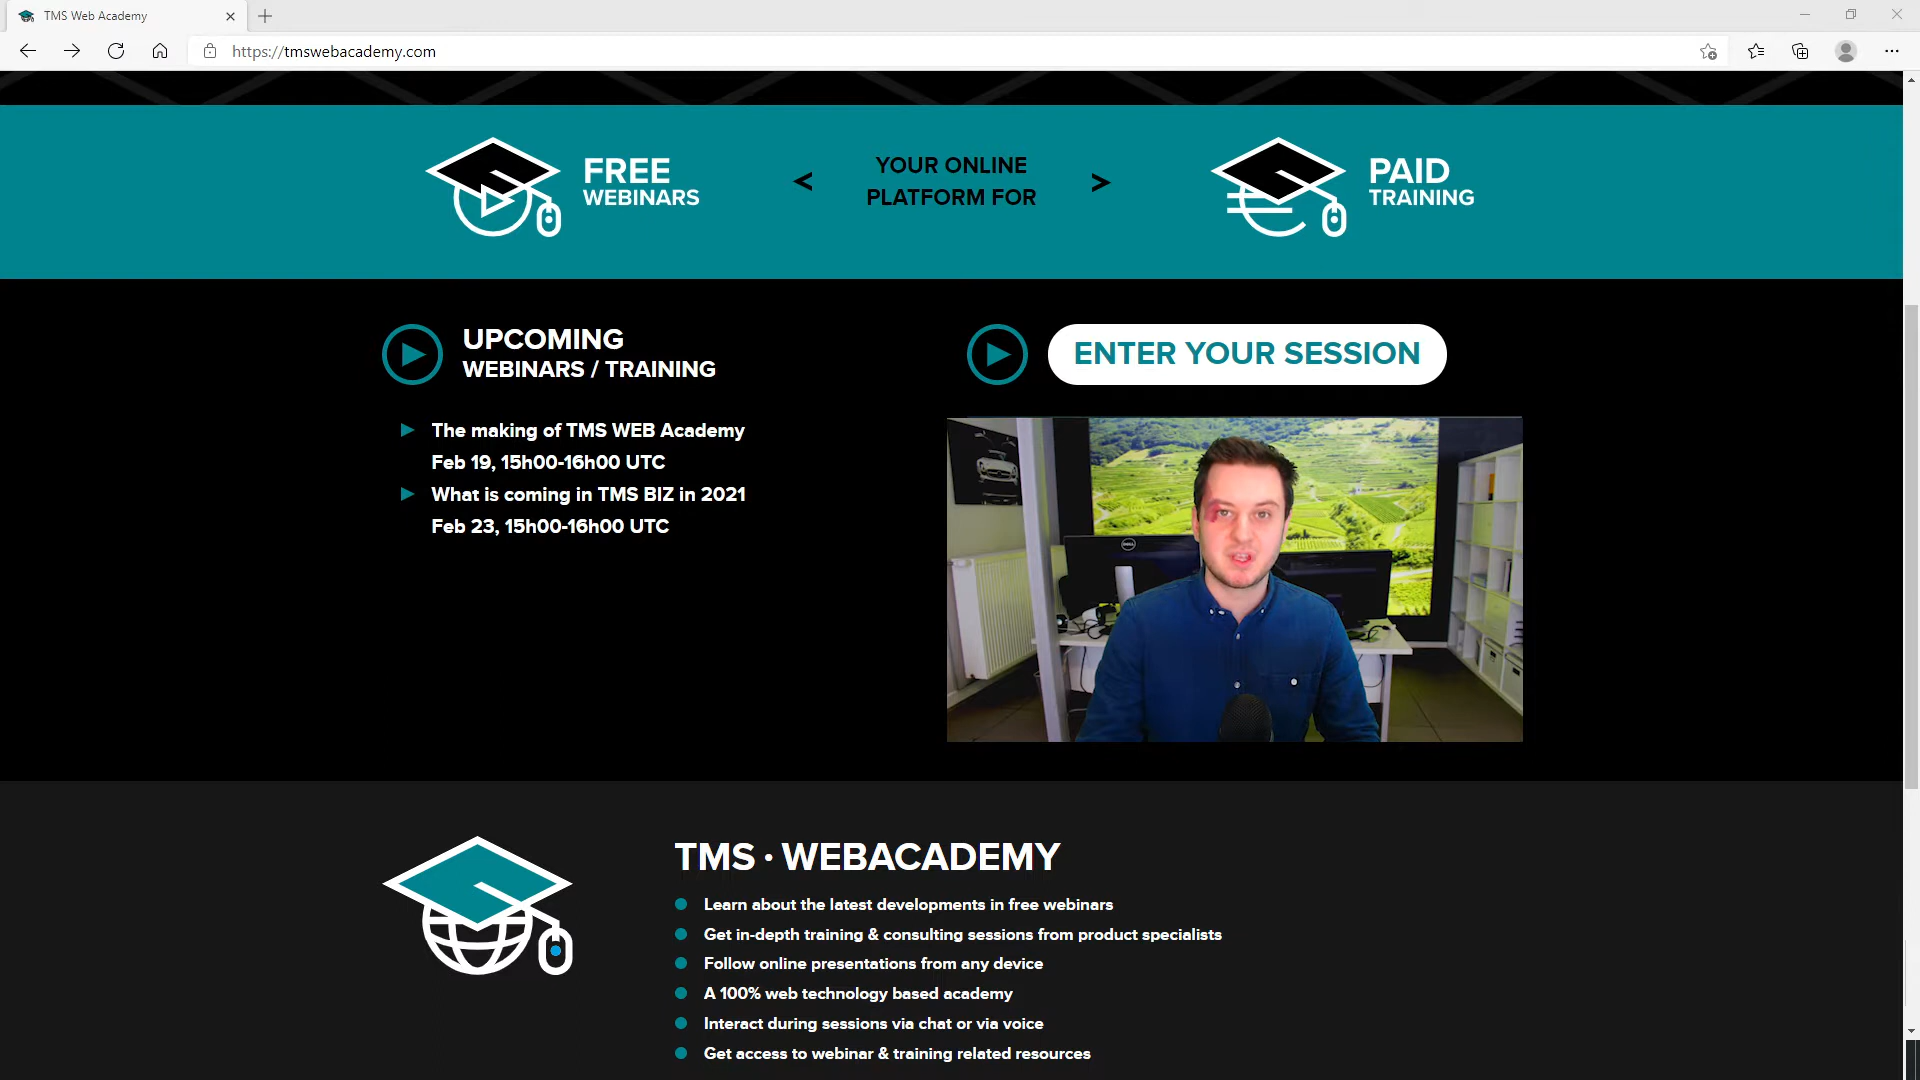 TMS Web Academy
https://tmswebacademy.com
FREE
WEBINARS
<
YOUR ONLINE
PLATFORM FOR
>
PAID
TRAINING
UPCOMING
WEBINARS / TRAINING
The making of TMS WEB Academy
Feb 19, 15h00-16h00 UTC
What is coming in TMS BIZ in 2021
Feb 23, 15h00-16h00 UTC
ENTER YOUR SESSION
DELL
TMS · WEBACADEMY
Learn about the latest developments in free webinars
Get in-depth training & consulting sessions from product specialists
Follow online presentations from any device
A 100% web technology based academy
Interact during sessions via chat or via voice
Get access to webinar & training related resources